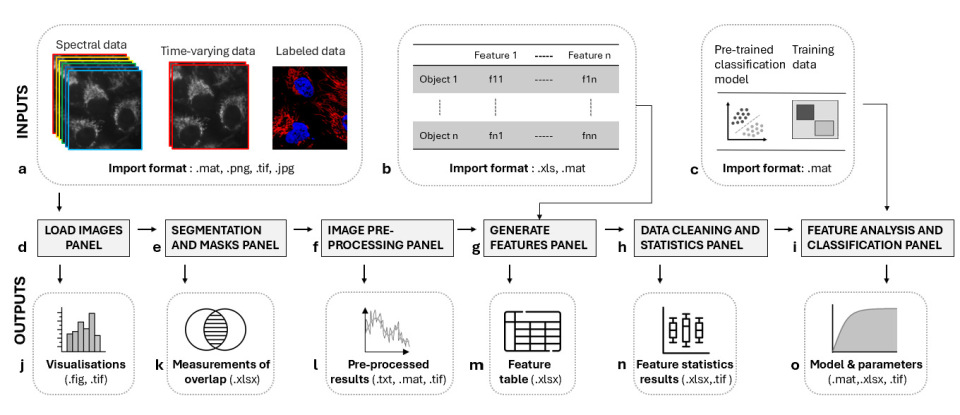 INPUTS
Spectral data
Time-varying data
Labeled data
a
Import format : .mat, .png, .tif, .jpg
Feature 1 ----- Feature n
Object 1 f11 ----- f1n
Object n fn1 ----- fnn
b
Import format : .xls, .mat
Pre-trained
classification
model
Training
data
c
Import format: .mat
d
LOAD IMAGES
PANEL
e
SEGMENTATION
AND MASKS PANEL
f
IMAGE PRE-
PROCESSING PANEL
g
GENERATE
FEATURES PANEL
h
DATA CLEANING AND
STATISTICS PANEL
i
FEATURE ANALYSIS AND
CLASSIFICATION PANEL
OUTPUTS
j
Visualisations
(.fig, .tif)
k
Measurements of
overlap (.xlsx)
l
Pre-processed
results (.txt, .mat, .tif)
m
Feature
table (.xlsx)
n
Feature statistics
results (.xlsx,.tif )
o
Model & parameters
(.mat,.xlsx, .tif)